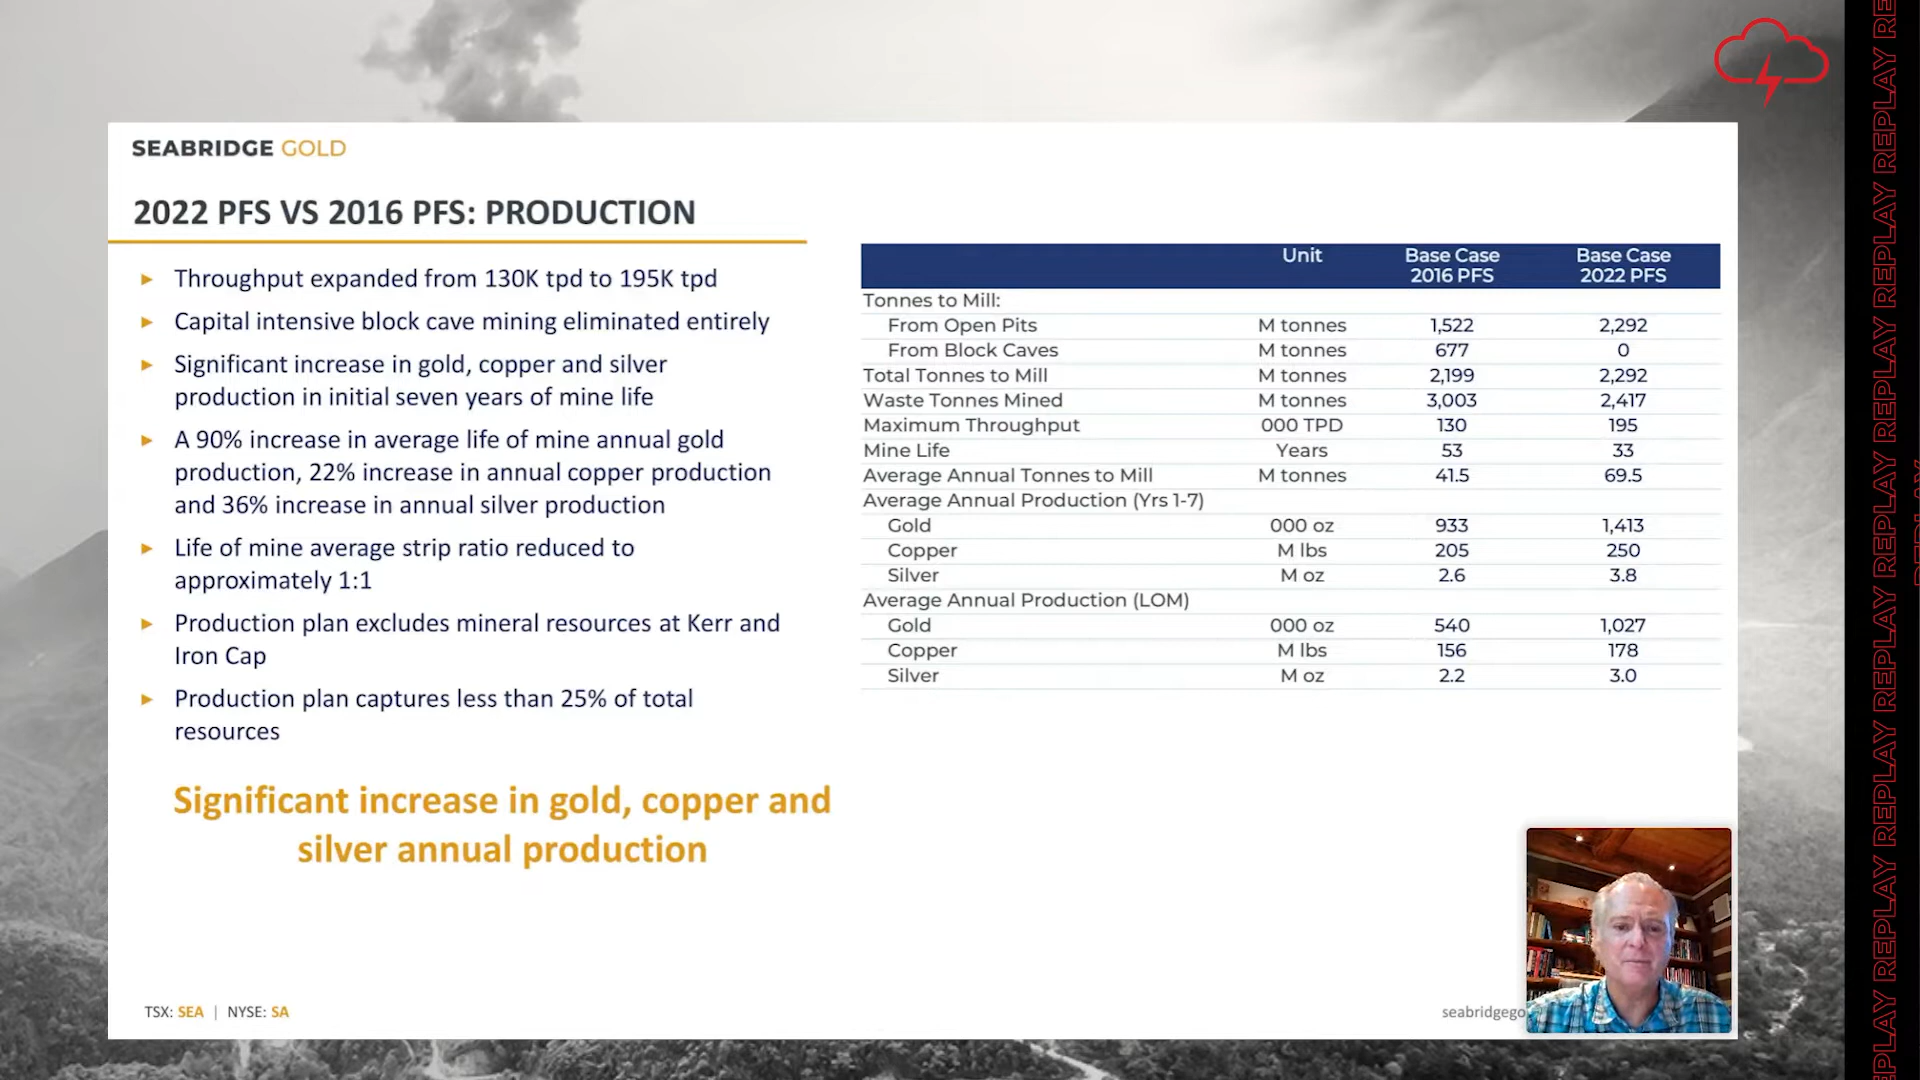 SEABRIDGE GOLD
2022 PFS VS 2016 PFS: PRODUCTION
Throughput expanded from 130K tpd to 195K tpd
Capital intensive block cave mining eliminated entirely
Significant increase in gold, copper and silver
production in initial seven years of mine life
A 90% increase in average life of mine annual gold
production, 22% increase in annual copper production
and 36% increase in annual silver production
Life of mine average strip ratio reduced to
approximately 1:1
Production plan excludes mineral resources at Kerr and
Iron Cap
Production plan captures less than 25% of total
resources
Significant increase in gold, copper and
silver annual production
Unit Base Case 2016 PFS Base Case 2022 PFS
Tonnes to Mill:
From Open Pits M tonnes 1,522 2,292
From Block Caves M tonnes 677 0
Total Tonnes to Mill M tonnes 2,199 2,292
Waste Tonnes Mined M tonnes 3,003 2,417
Maximum Throughput 000 TPD 130 195
Mine Life Years 53 33
Average Annual Tonnes to Mill M tonnes 41.5 69.5
Average Annual Production (Yrs 1-7)
Gold 000 oz 933 1,413
Copper M lbs 205 250
Silver M oz 2.6 3.8
Average Annual Production (LOM)
Gold 000 oz 540 1,027
Copper M lbs 156 178
Silver M oz 2.2 3.0
TSX: SEA | NYSE: SA
seabridgego
REPLAY REPLAY REPLAY REPLAY REPLAY REPLAY REPLAY
REPLAY